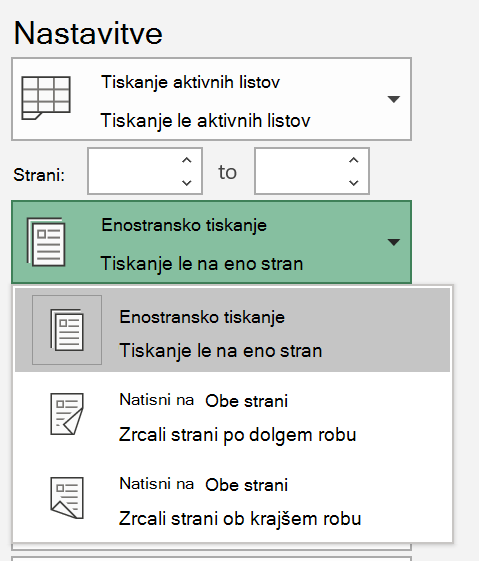 Nastavitve
Tiskanje aktivnih listov
Tiskanje le aktivnih listov
Strani: to
Enostransko tiskanje
Tiskanje le na eno stran
Enostransko tiskanje
Tiskanje le na eno stran
Natisni na Obe strani
Zrcali strani po dolgem robu
Natisni na Obe strani
Zrcali strani ob krajšem robu